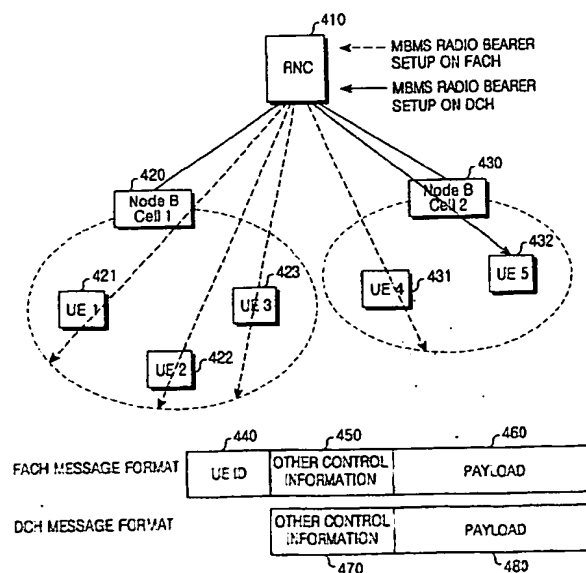 410
RNC
MBMS RADIO BEARER
SETUP ON FACH
MBMS RADIO BEARER
SETUP ON DCH
420
Node B
Cell 1
430
Node B
Cell 2
421
UE 1
423
UE 3
UE 2
422
UE 4
431
432
UE 5
440
450
460
FACH MESSAGE FORMAT
UE ID
OTHER CONTROL
INFORMATION
PAYLOAD
DCH MESSAGE FORMAT
OTHER CONTROL
INFORMATION
PAYLOAD
470
480